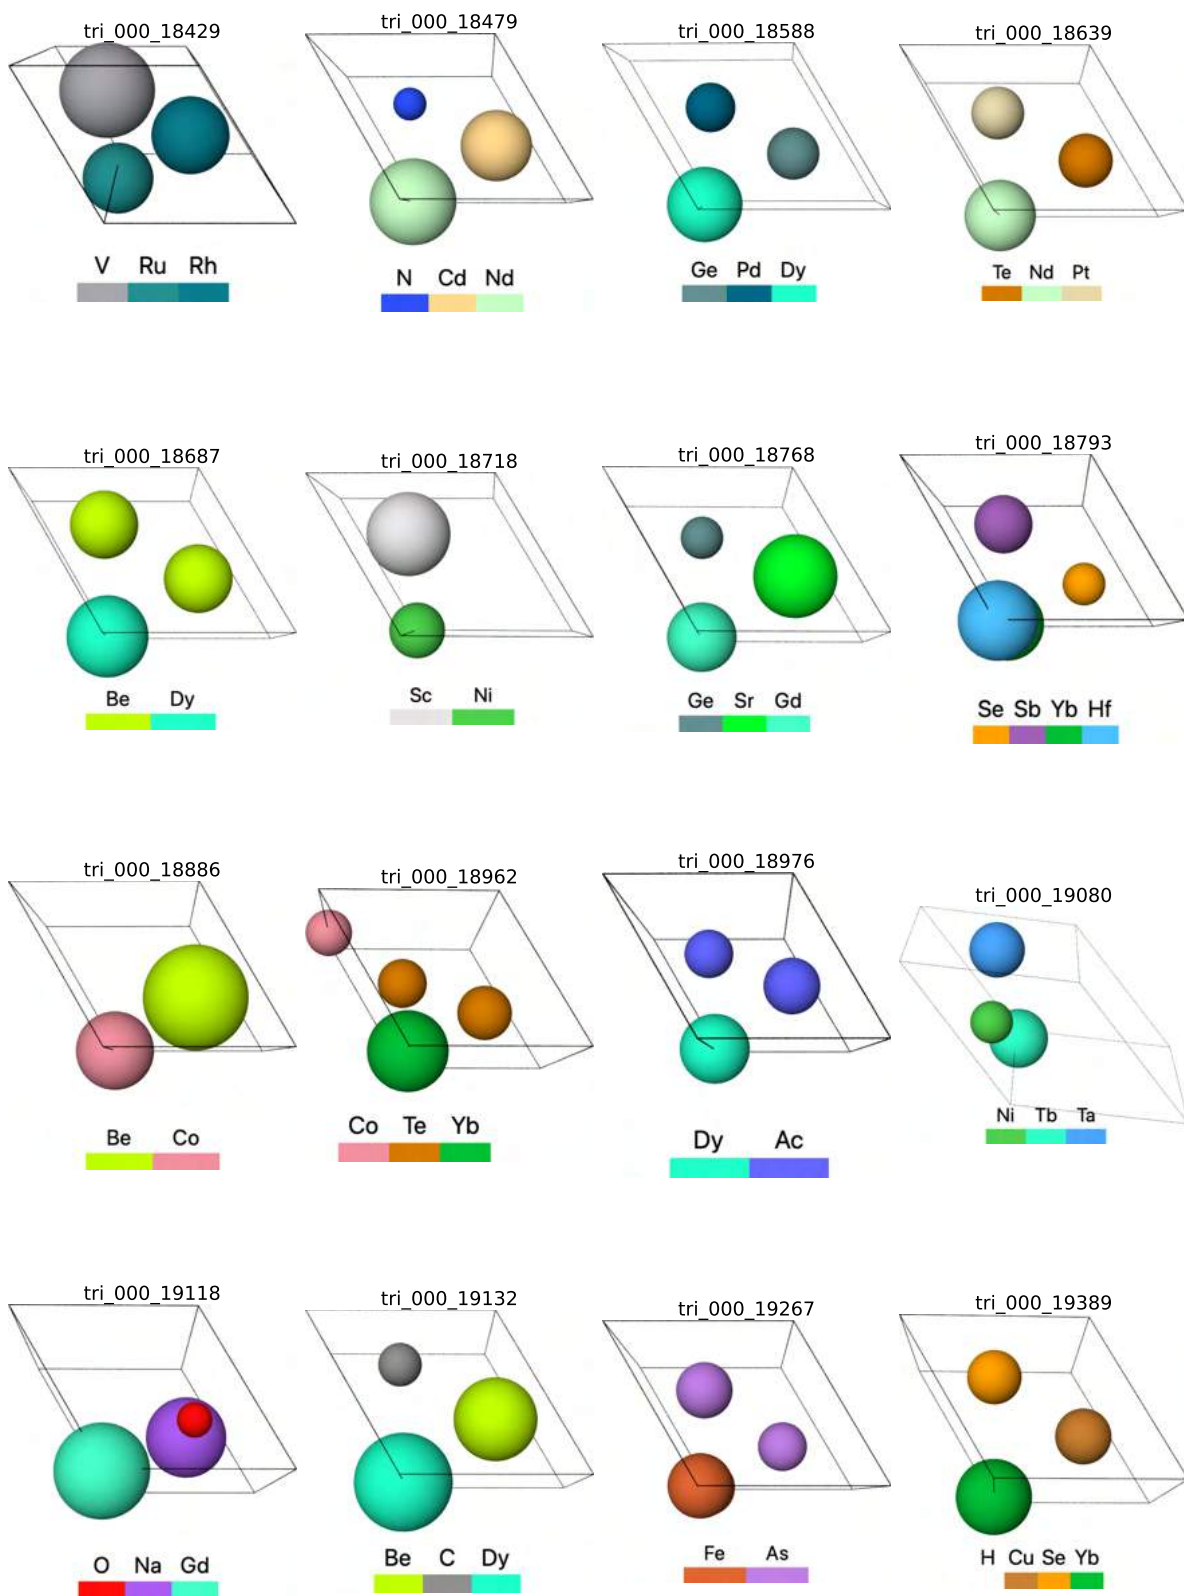 tri_000_18429 tri_000_18479 tri_000_18588 tri_000_18639
V Ru Rh N Cd Nd Ge Pd Dy Te Nd Pt
tri_000_18687 tri_000_18718 tri_000_18768 tri_000_18793
Be Dy Sc Ni Ge Sr Gd Se Sb Yb Hf
tri_000_18886 tri_000_18962 tri_000_18976 tri_000_19080
Be Co Co Te Yb Dy Ac Ni Tb Ta
tri_000_19118 tri_000_19132 tri_000_19267 tri_000_19389
O Na Gd Be C Dy Fe As H Cu Se Yb